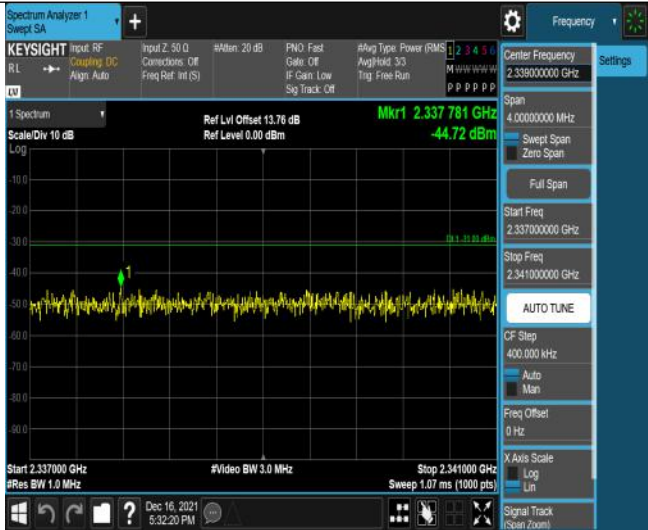 Spectrum Analyzer 1
Swept SA
+
Frequency
KEYSIGHT
RL
LV
Input: RF
Coupling: DC
Align: Auto
Input Z: 50 Ω
Corrections: Off
Freq Ref: Int (S)
#Atten: 20 dB
PNO: Fast
Gate: Off
IF Gain: Low
Sig Track: Off
#Avg Type: Power (RMS
Avg|Hold: 3/3
Trig: Free Run
1 2 3 4 5 6
M W W W W W
P P P P P P
Center Frequency
2.339000000 GHz
Settings
Span
4.00000000 MHz
Swept Span
Zero Span
Full Span
Start Freq
2.337000000 GHz
Stop Freq
2.341000000 GHz
AUTO TUNE
CF Step
400.000 kHz
Auto
Man
Freq Offset
0 Hz
X Axis Scale
Log
Lin
Signal Track
(Span Zoom)
1 Spectrum
Scale/Div 10 dB
Log
Ref Lvl Offset 13.76 dB
Ref Level 0.00 dBm
Mkr1 2.337 781 GHz
-44.72 dBm
-10.0
-20.0
-30.0
-40.0
-50.0
-60.0
-70.0
-80.0
-90.0
1
Start 2.337000 GHz
#Res BW 1.0 MHz
#Video BW 3.0 MHz
Stop 2.341000 GHz
Sweep 1.07 ms (1000 pts)
?
Dec 16, 2021
5:32:20 PM